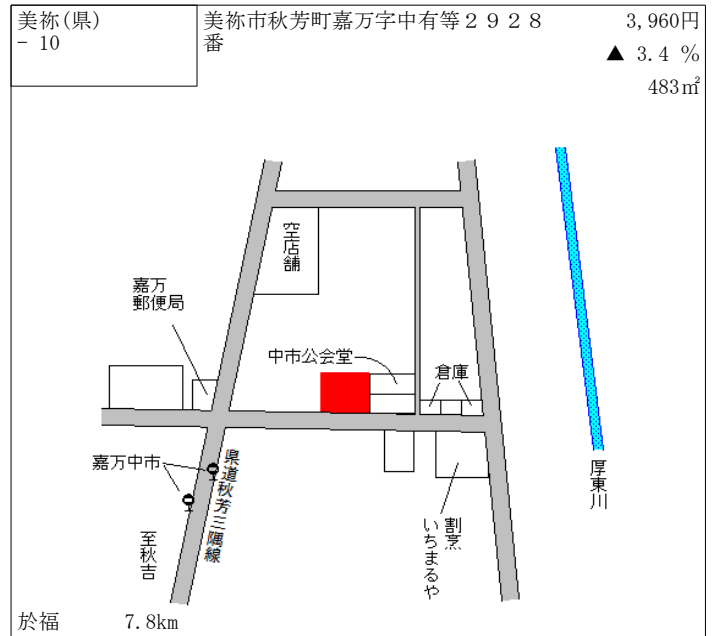 美祢(県)
- 10
美祢市秋芳町嘉万字中有等２９２８
番
3,960円
▲ 3.4 %
483㎡
空店舗
嘉万
郵便局
中市公会堂
倉庫
嘉万中市
県道秋芳三隅線
至秋吉
割烹
いちまるや
厚東川
於福 7.8km